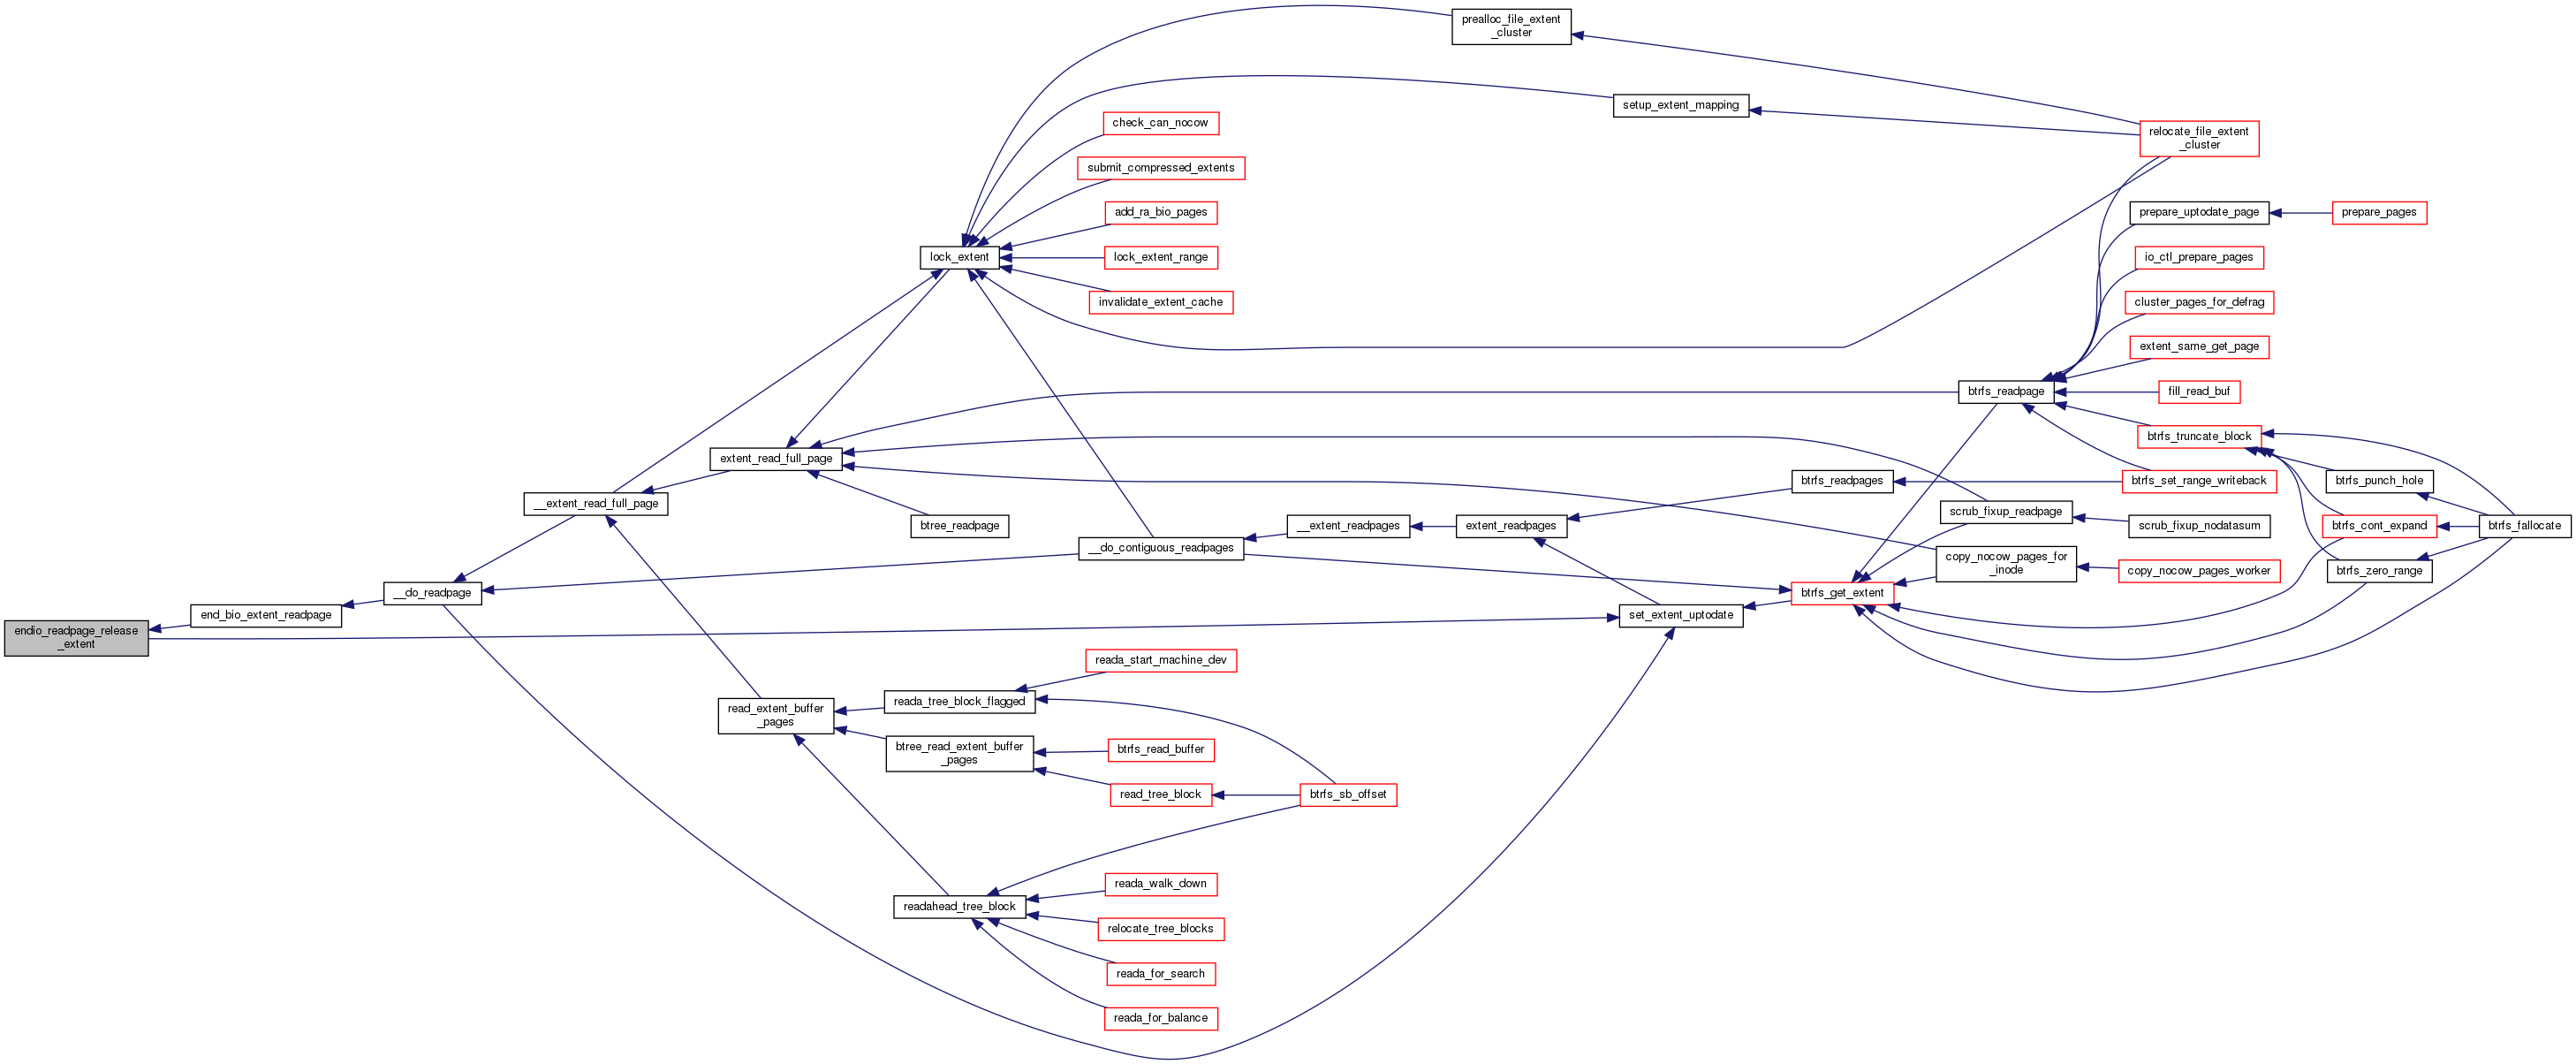 prealloc_file_extent
_cluster
setup_extent_mapping
check_can_nocow
relocate_file_extent
_cluster
submit_compressed_extents
add_ra_bio_pages
prepare_uptodate_page
prepare_pages
lock_extent
lock_extent_range
io_ctl_prepare_pages
invalidate_extent_cache
cluster_pages_for_defrag
extent_same_get_page
btrfs_readpage
fill_read_buf
btrfs_truncate_block
extent_read_full_page
btrfs_readpages
btrfs_set_range_writeback
btrfs_punch_hole
__extent_read_full_page
btree_readpage
__extent_readpages
extent_readpages
scrub_fixup_readpage
scrub_fixup_nodatasum
btrfs_cont_expand
btrfs_fallocate
__do_contiguous_readpages
copy_nocow_pages_for
_inode
copy_nocow_pages_worker
btrfs_zero_range
__do_readpage
btrfs_get_extent
end_bio_extent_readpage
set_extent_uptodate
endio_readpage_release
_extent
reada_start_machine_dev
reada_tree_block_flagged
read_extent_buffer
_pages
btree_read_extent_buffer
_pages
btrfs_read_buffer
read_tree_block
btrfs_sb_offset
reada_walk_down
readahead_tree_block
relocate_tree_blocks
reada_for_search
reada_for_balance